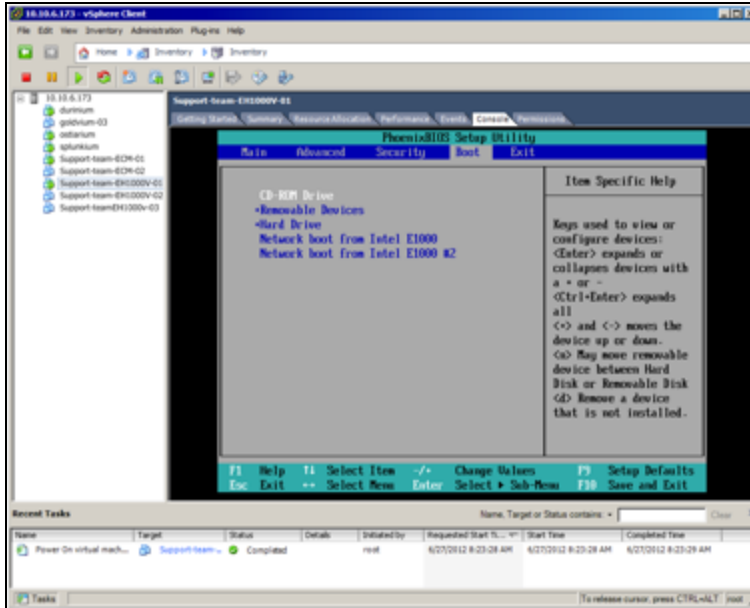 10.10.6.173 - vSphere Client
File Edit View Inventory Administration Plug-ins Help
Home Inventory Inventory
10.10.6.173
durinium
goldvium-03
ostarium
splunkium
Support-team-ECM-01
Support-team-ECM-02
Support-team-EH1000V-01
Support-team-EH1000V-02
Support-teamEH1000v-03
Support-team-EH1000V-01
Getting Started Summary Resource Allocation Performance Events Console Permissions
PhoenixBIOS Setup Utility
Main Advanced Security Boot Exit
CD-ROM Drive
+Removable Devices
+Hard Drive
Network boot from Intel E1000
Network boot from Intel E1000 #2
Item Specific Help
Keys used to view or
configure devices:
<Enter> expands or
collapses devices with
a + or -
<Ctrl+Enter> expands
all
<+> and <-> moves the
device up or down.
<n> May move removable
device between Hard
Disk or Removable Disk
<d> Remove a device
that is not installed.
F1 Help ↑↓ Select Item -/+ Change Values F9 Setup Defaults
Esc Exit ↔ Select Menu Enter Select ▸ Sub-Menu F10 Save and Exit
Recent Tasks
Name, Target or Status contains: Clear
Name Target Status Details Initiated by Requested Start Ti... Start Time Completed Time
Power On virtual mach... Support-team-... Completed root 6/27/2012 8:23:28 AM 6/27/2012 8:23:28 AM 6/27/2012 8:23:29 AM
Tasks To release cursor, press CTRL+ALT root